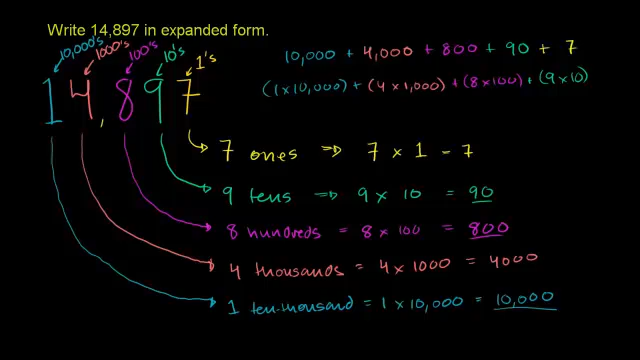 Write 14,897 in expanded form.
10,000's 1000's 100's 10's 1's
14,897
10,000 + 4,000 + 800 + 90 + 7
(1 x 10,000) + (4 x 1,000) + (8 x 100) + (9 x 10)
7 ones ⇒ 7 x 1 - 7
9 tens ⇒ 9 x 10 = 90
8 hundreds = 8 x 100 = 800
4 thousands = 4 x 1000 = 4000
1 ten-thousand = 1 x 10,000 = 10,000